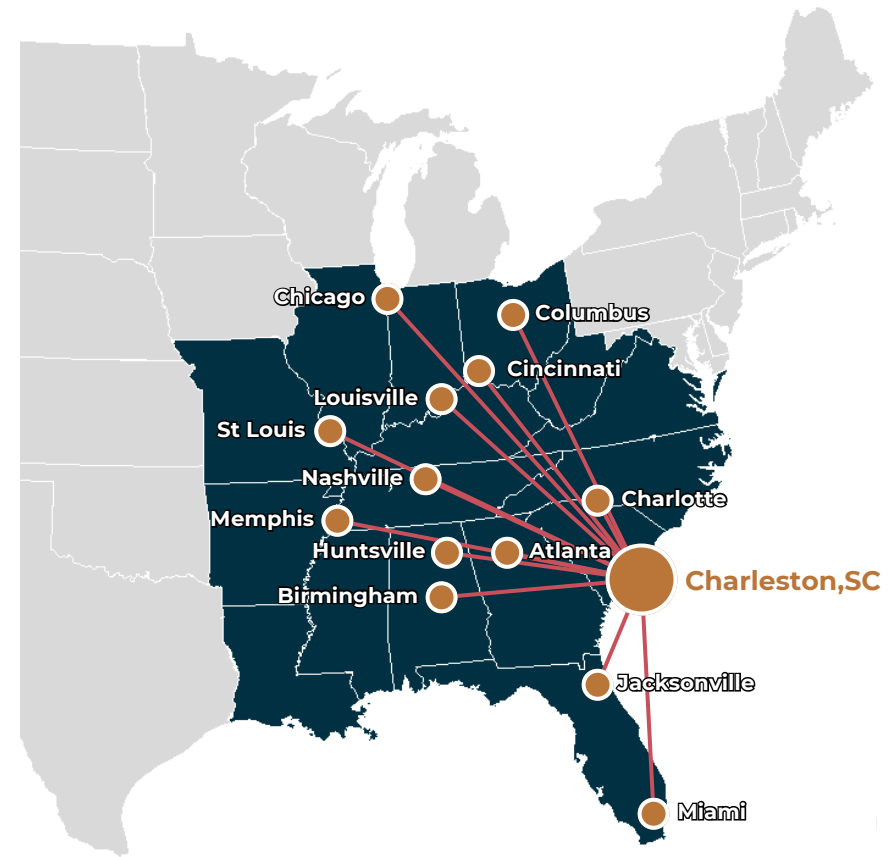 Chicago
Columbus
Cincinnati
Louisville
St Louis
Nashville
Charlotte
Memphis
Huntsville
Atlanta
Charleston,SC
Birmingham
Jacksonville
Miami